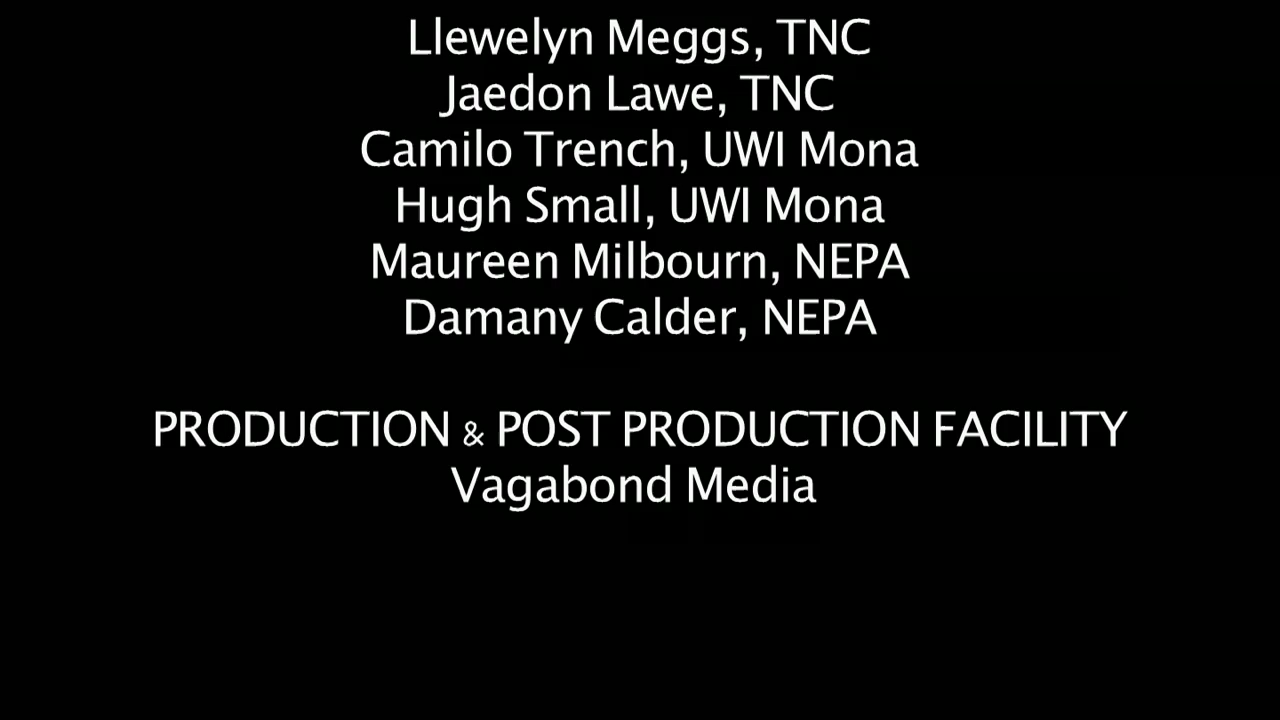 Llewelyn Meggs, TNC
Jaedon Lawe, TNC
Camilo Trench, UWI Mona
Hugh Small, UWI Mona
Maureen Milbourn, NEPA
Damany Calder, NEPA
PRODUCTION & POST PRODUCTION FACILITY
Vagabond Media